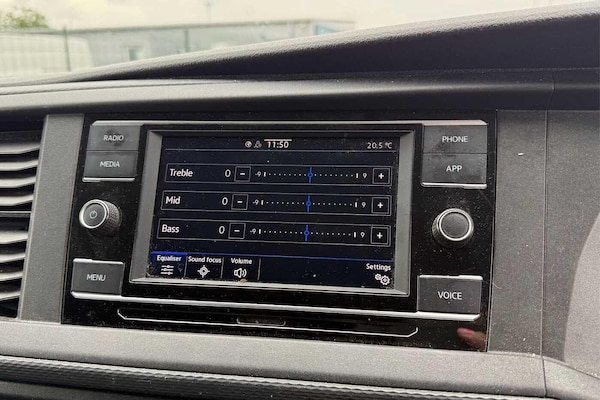 RADIO
MEDIA
MENU
11:50
20.5 °C
Treble 0 - -9 9 +
Mid 0 - -9 9 +
Bass 0 - -9 9 +
Equaliser
Sound focus
Volume
Settings
PHONE
APP
VOICE